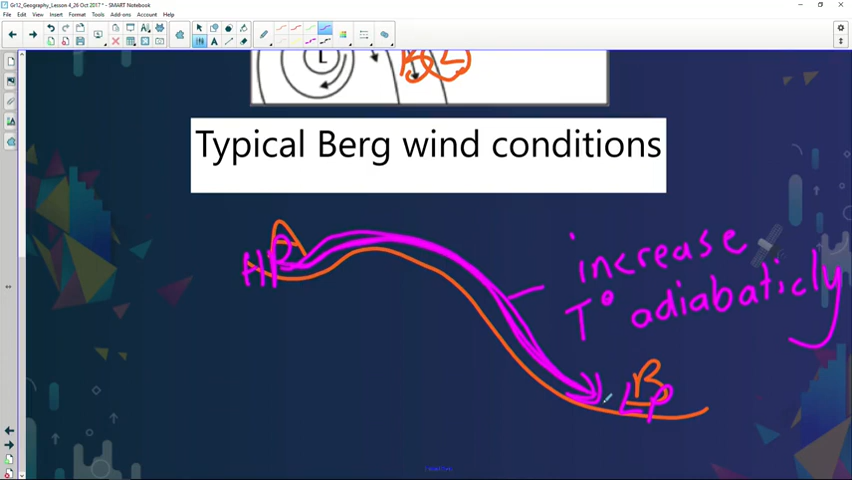 Gr12_Geography_Lesson 4_26 Oct 2017 * - SMART Notebook
File Edit View Insert Format Tools Add-ons Account Help
L
B L
Typical Berg wind conditions
A
HP
increase
T° adiabaticly
B
LP